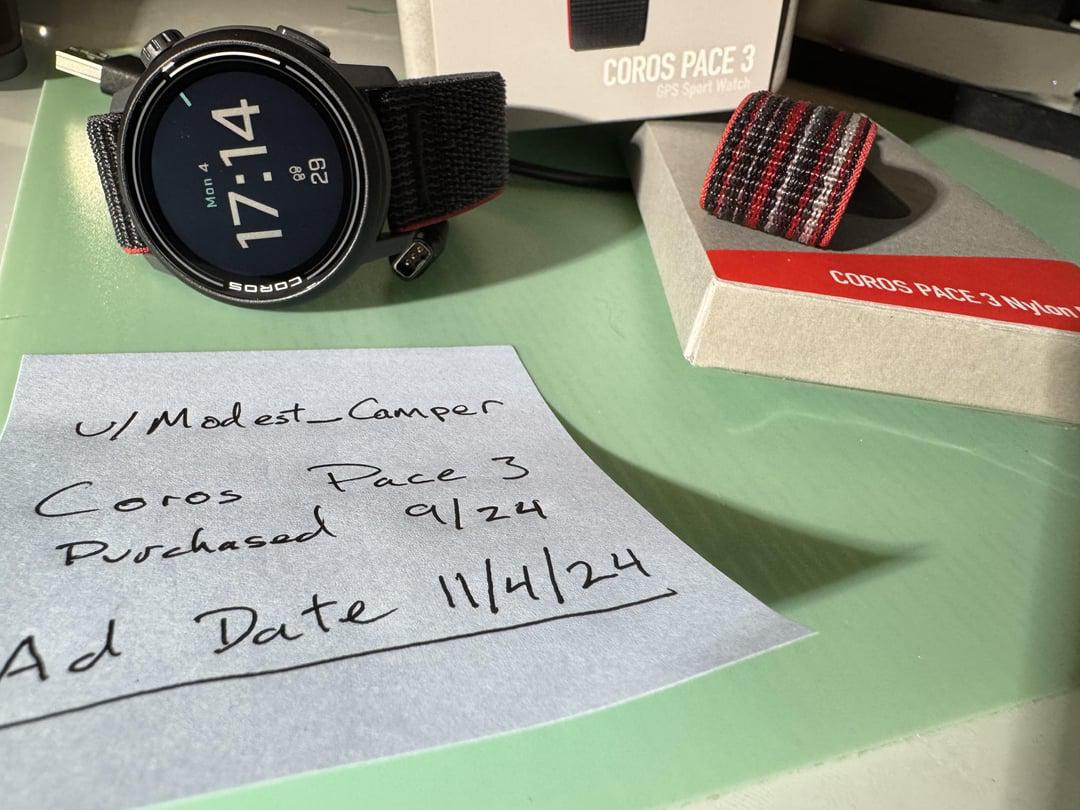 Mon 4
17:14
29
COROS
COROS PACE 3
GPS Sport Watch
COROS PACE 3 Nylon
u/Modest_Camper
Coros Pace 3
Purchased 9/24
Ad Date 11/4/24